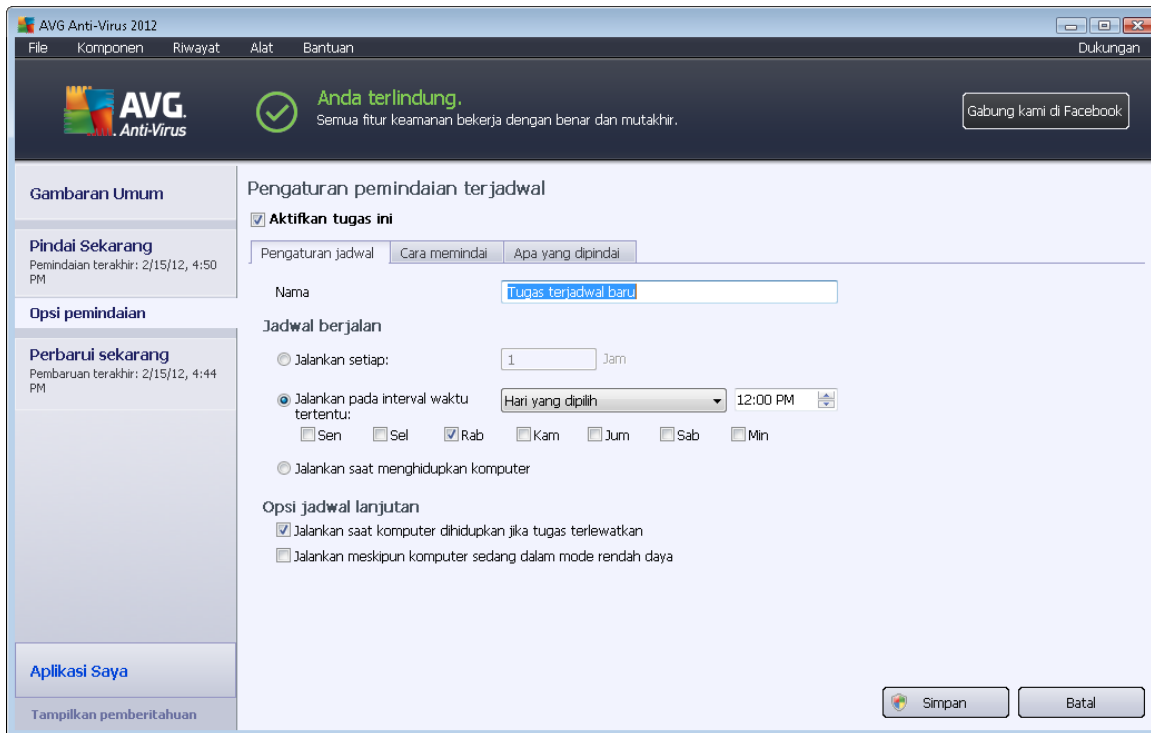 AVG Anti-Virus 2012
File Komponen Riwayat Alat Bantuan Dukungan
AVG.
Anti-Virus
Anda terlindung.
Semua fitur keamanan bekerja dengan benar dan mutakhir.
Gabung kami di Facebook
Gambaran Umum
Pindai Sekarang
Pemindaian terakhir: 2/15/12, 4:50
PM
Opsi pemindaian
Perbarui sekarang
Pembaruan terakhir: 2/15/12, 4:44
PM
Aplikasi Saya
Tampilkan pemberitahuan
Pengaturan pemindaian terjadwal
Aktifkan tugas ini
Pengaturan jadwal Cara memindai Apa yang dipindai
Nama Tugas terjadwal baru
Jadwal berjalan
Jalankan setiap: 1 Jam
Jalankan pada interval waktu
tertentu:
Hari yang dipilih 12:00 PM
Sen Sel Rab Kam Jum Sab Min
Jalankan saat menghidupkan komputer
Opsi jadwal lanjutan
Jalankan saat komputer dihidupkan jika tugas terlewatkan
Jalankan meskipun komputer sedang dalam mode rendah daya
Simpan Batal